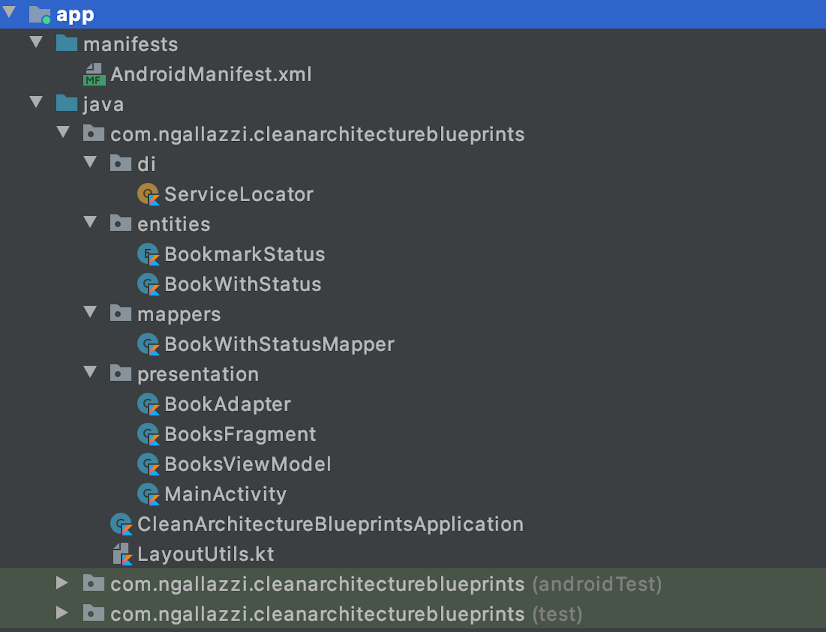 app
manifests
MF AndroidManifest.xml
java
com.ngallazzi.cleanarchitectureblueprints
di
ServiceLocator
entities
BookmarkStatus
BookWithStatus
mappers
BookWithStatusMapper
presentation
BookAdapter
BooksFragment
BooksViewModel
MainActivity
CleanArchitectureBlueprintsApplication
LayoutUtils.kt
com.ngallazzi.cleanarchitectureblueprints (androidTest)
com.ngallazzi.cleanarchitectureblueprints (test)